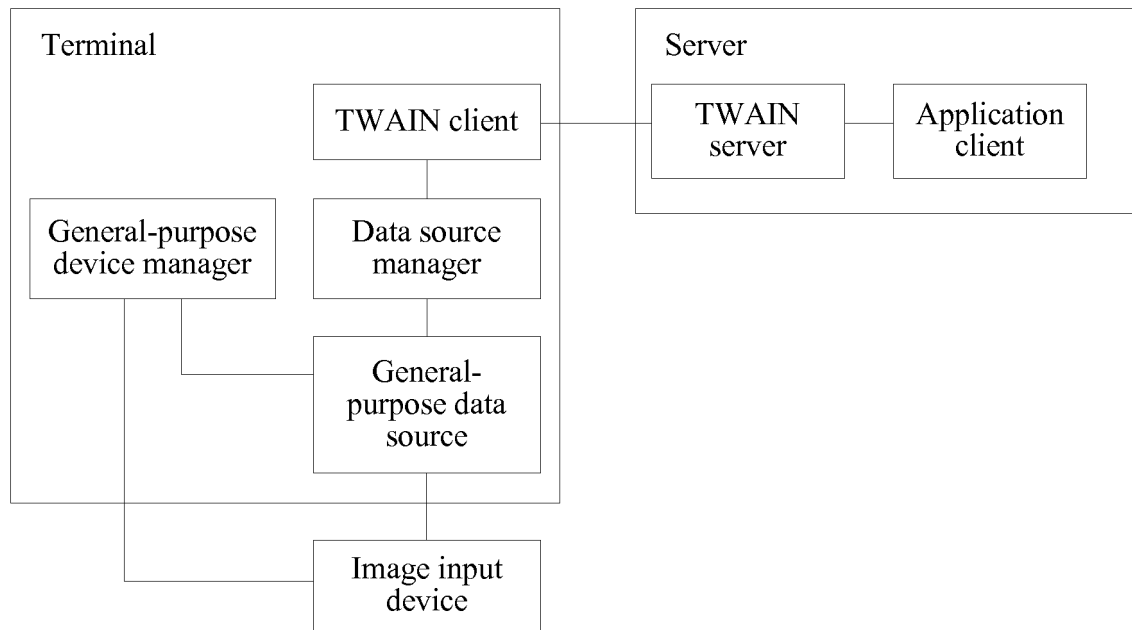 Terminal
Server
TWAIN client
TWAIN
server
Application
client
General-purpose
device manager
Data source
manager
General-
purpose data
source
Image input
device